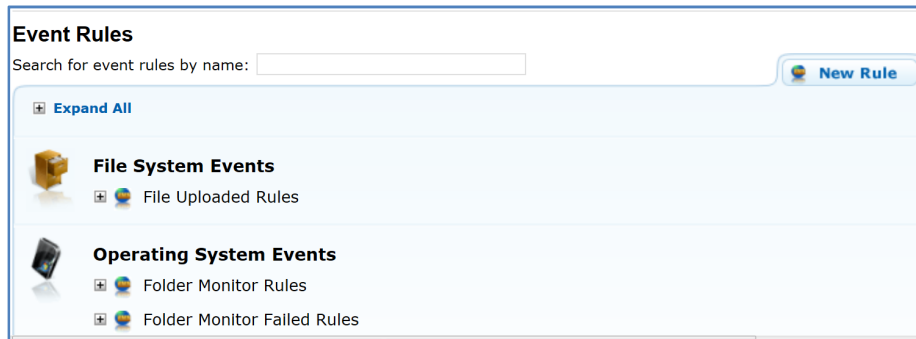 Event Rules
Search for event rules by name:
New Rule
Expand All
File System Events
File Uploaded Rules
Operating System Events
Folder Monitor Rules
Folder Monitor Failed Rules